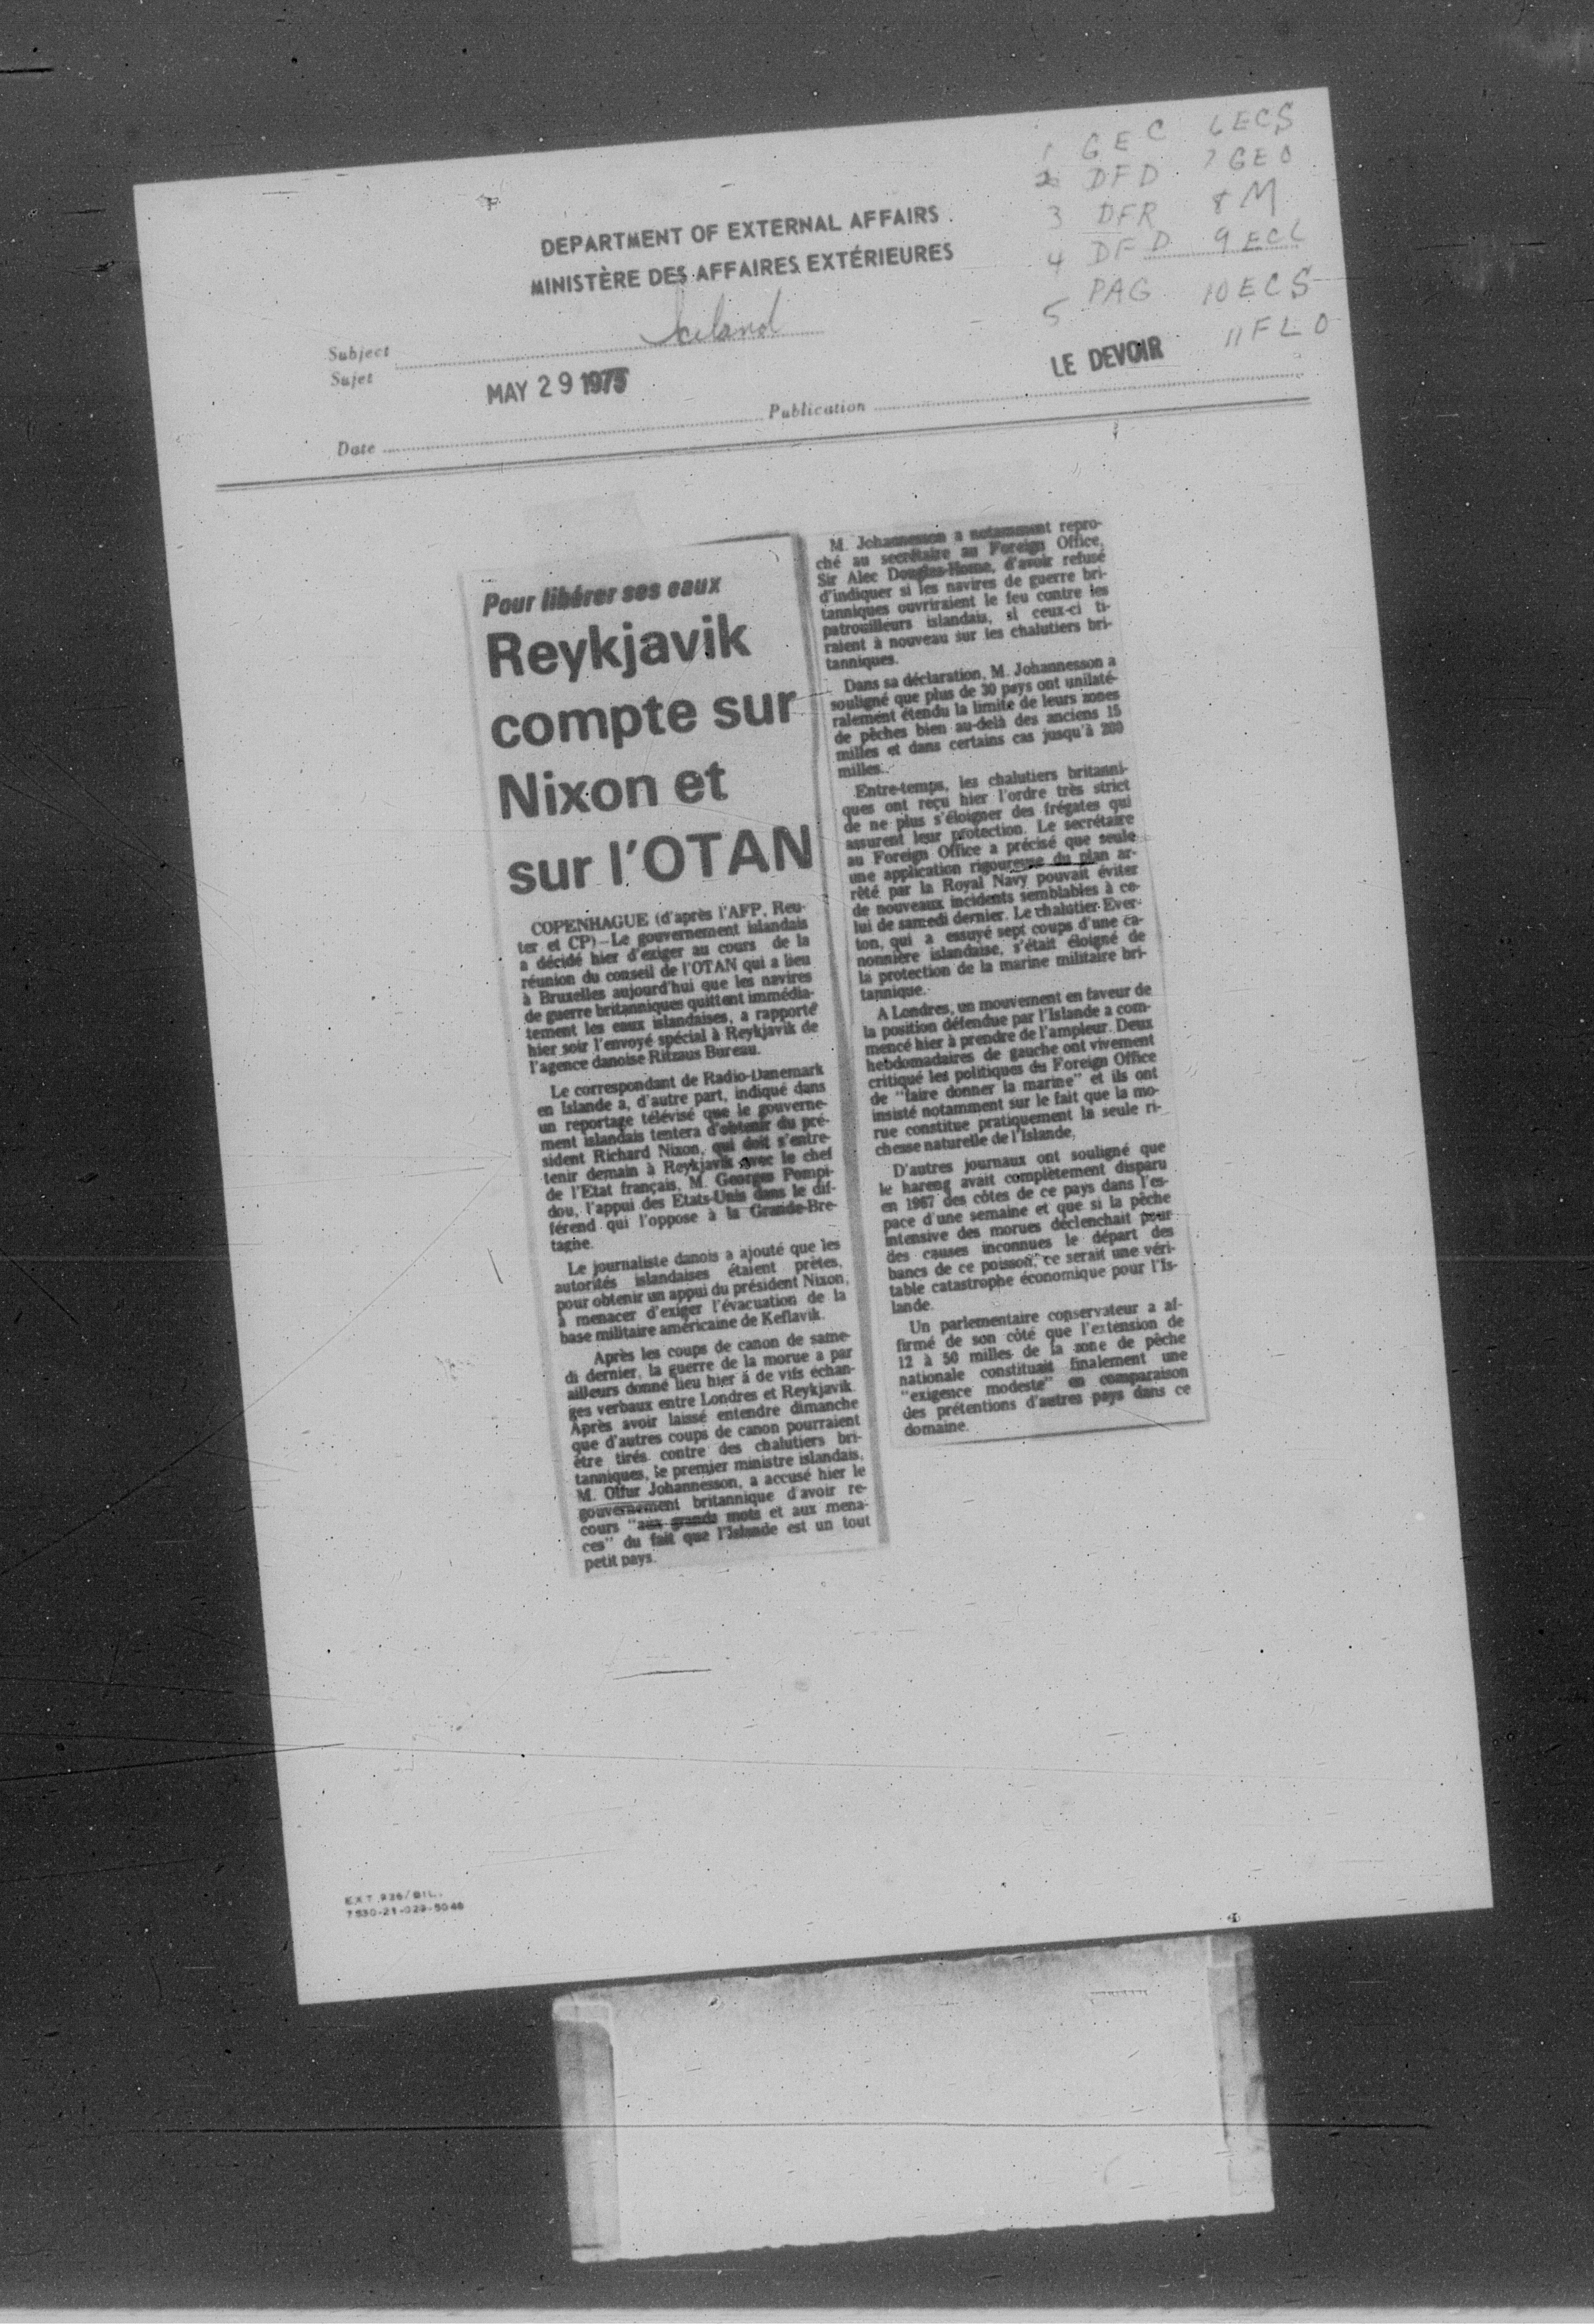 1 GEC 6 ECS
2 DFD 7 GEO
3 DFR 8 M
4 DFD 9 ECL
5 PAG 10 ECS
11 FLO
DEPARTMENT OF EXTERNAL AFFAIRS
MINISTÈRE DES AFFAIRES EXTÉRIEURES
Subject
Sujet
Iceland
MAY 29 1973
LE DEVOIR
Date
Publication
Pour libérer ses eaux
Reykjavik
compte sur
Nixon et
sur l'OTAN
COPENHAGUE (d'après l'AFP, Reu-
ter et CP)—Le gouvernement islandais
a décidé hier d'exiger au cours de la
réunion du conseil de l'OTAN qui a lieu
à Bruxelles aujourd'hui que les navires
de guerre britanniques quittent immédia-
tement les eaux islandaises, a rapporté
hier soir l'envoyé spécial à Reykjavik de
l'agence danoise Ritzaus Bureau.
Le correspondant de Radio-Danemark
en Islande a, d'autre part, indiqué dans
un reportage télévisé que le gouverne-
ment islandais tentera d'obtenir du pré-
sident Richard Nixon, qui doit s'entre-
tenir demain à Reykjavik avec le chef
de l'Etat français, M. Georges Pompi-
dou, l'appui des Etats-Unis dans le dif-
férend qui l'oppose à la Grande-Bre-
tagne.
Le journaliste danois a ajouté que les
autorités islandaises étaient prêtes,
pour obtenir un appui du président Nixon,
à menacer d'exiger l'évacuation de la
base militaire américaine de Keflavik.
Après les coups de canon de same-
di dernier, la guerre de la morue a par
ailleurs donné lieu hier à de vifs échan-
ges verbaux entre Londres et Reykjavik.
Après avoir laissé entendre dimanche
que d'autres coups de canon pourraient
être tirés contre des chalutiers bri-
tanniques, le premier ministre islandais,
M. Olfur Johannesson, a accusé hier le
gouvernement britannique d'avoir re-
cours "aux grands mots et aux mena-
ces" du fait que l'Islande est un tout
petit pays.
M. Johannesson a notamment repro-
ché au secrétaire au Foreign Office,
Sir Alec Douglas-Home, d'avoir refusé
d'indiquer si les navires de guerre bri-
tanniques ouvriraient le feu contre les
patrouilleurs islandais, si ceux-ci ti-
raient à nouveau sur les chalutiers bri-
tanniques.
Dans sa déclaration, M. Johannesson a
souligné que plus de 30 pays ont unilaté-
ralement étendu la limite de leurs zones
de pêches bien au-delà des anciens 15
milles et dans certains cas jusqu'à 200
milles.
Entre-temps, les chalutiers britanni-
ques ont reçu hier l'ordre très strict
de ne plus s'éloigner des frégates qui
assurent leur protection. Le secrétaire
au Foreign Office a précisé que seule
une application rigoureuse du plan ar-
rêté par la Royal Navy pouvait éviter
de nouveaux incidents semblables à ce-
lui de samedi dernier. Le chalutier Ever-
ton, qui a essuyé sept coups d'une ca-
nonnière islandaise, s'était éloigné de
la protection de la marine militaire bri-
tannique.
A Londres, un mouvement en faveur de
la position défendue par l'Islande a com-
mencé hier à prendre de l'ampleur. Deux
hebdomadaires de gauche ont vivement
critiqué les politiques du Foreign Office
de "faire donner la marine" et ils ont
insisté notamment sur le fait que la mo-
rue constitue pratiquement la seule ri-
chesse naturelle de l'Islande,
D'autres journaux ont souligné que
le hareng avait complètement disparu
en 1967 des côtes de ce pays dans l'es-
pace d'une semaine et que si la pêche
intensive des morues déclenchait pour
des causes inconnues le départ des
bancs de ce poisson, ce serait une véri-
table catastrophe économique pour l'Is-
lande.
Un parlementaire conservateur a af-
firmé de son côté que l'extension de
12 à 50 milles de la zone de pêche
nationale constituait finalement une
"exigence modeste" en comparaison
des prétentions d'autres pays dans ce
domaine.
EXT 936/BIL.
7530-21-029-5046